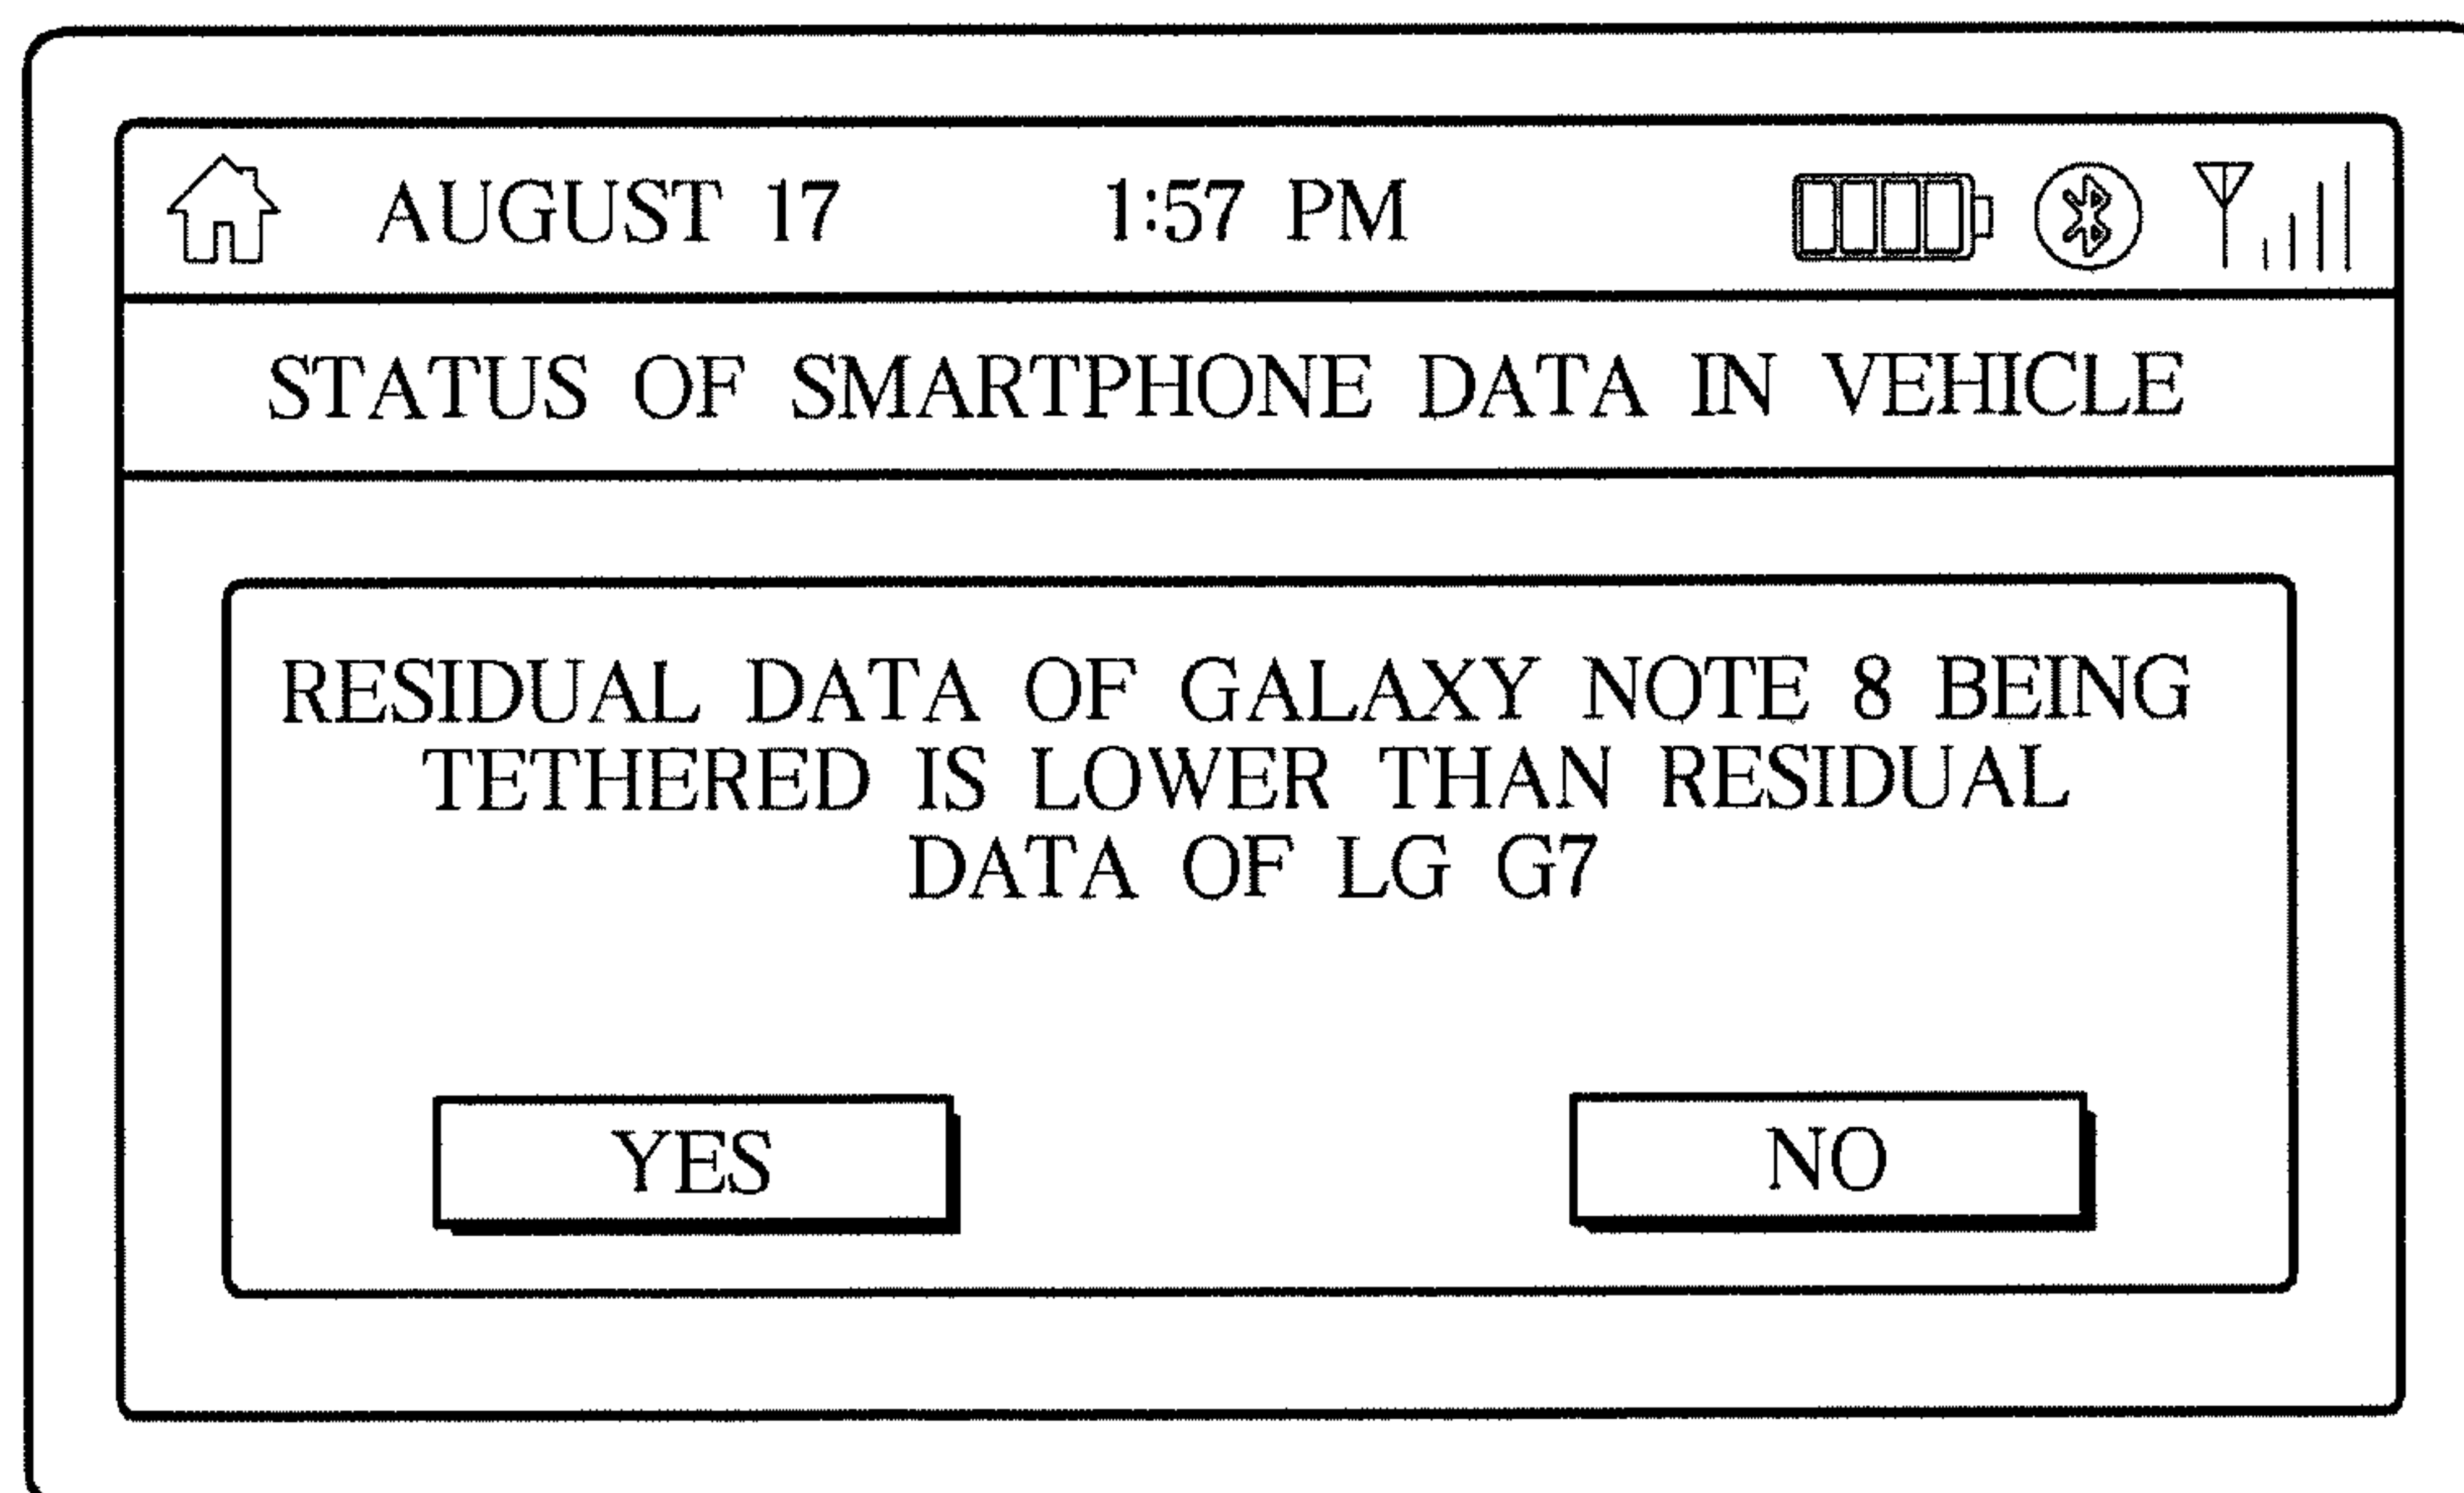 AUGUST 17 1:57 PM
STATUS OF SMARTPHONE DATA IN VEHICLE
RESIDUAL DATA OF GALAXY NOTE 8 BEING
TETHERED IS LOWER THAN RESIDUAL
DATA OF LG G7
YES NO